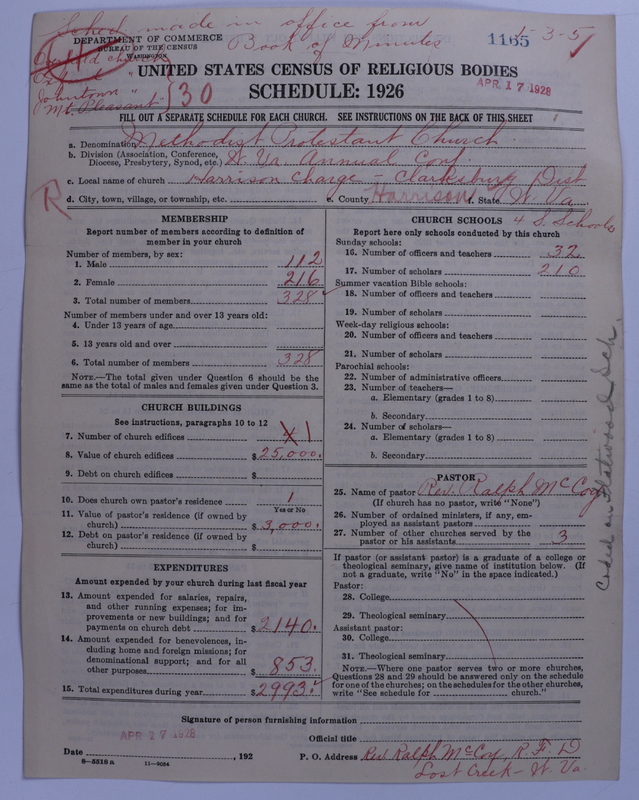 Sched made in office from
Book of Minutes
1165
1-3-51
DEPARTMENT OF COMMERCE
BUREAU OF THE CENSUS
WASHINGTON
Johntown "
Mt. Pleasant
30
UNITED STATES CENSUS OF RELIGIOUS BODIES
SCHEDULE: 1926
APR 17 1928
FILL OUT A SEPARATE SCHEDULE FOR EACH CHURCH. SEE INSTRUCTIONS ON THE BACK OF THIS SHEET
a. Denomination Methodist Protestant Church
b. Division (Association, Conference, Diocese, Presbytery, Synod, etc.) W. Va Annual Conf.
c. Local name of church Harrison Charge - Clarksburg Dist
R
d. City, town, village, or township, etc. e. County Harrison f. State W. Va
MEMBERSHIP
Report number of members according to definition of
member in your church
Number of members, by sex:
1. Male 112
2. Female 216
3. Total number of members 328
Number of members under and over 13 years old:
4. Under 13 years of age
5. 13 years old and over
6. Total number of members 328
NOTE.—The total given under Question 6 should be the
same as the total of males and females given under Question 3.
CHURCH BUILDINGS
See instructions, paragraphs 10 to 12
7. Number of church edifices 4 1
8. Value of church edifices $25,000.
9. Debt on church edifices $
10. Does church own pastor's residence 1
Yes or No
11. Value of pastor's residence (if owned by
church) $3,000.
12. Debt on pastor's residence (if owned by
church) $
EXPENDITURES
Amount expended by your church during last fiscal year
13. Amount expended for salaries, repairs,
and other running expenses; for im-
provements or new buildings; and for
payments on church debt $2140.
14. Amount expended for benevolences, in-
cluding home and foreign missions; for
denominational support; and for all
other purposes $853.
15. Total expenditures during year $2993.
CHURCH SCHOOLS 4 S. Schools
Report here only schools conducted by this church
Sunday schools:
16. Number of officers and teachers 32
17. Number of scholars 210
Summer vacation Bible schools:
18. Number of officers and teachers
19. Number of scholars
Week-day religious schools:
20. Number of officers and teachers
21. Number of scholars
Parochial schools:
22. Number of administrative officers
23. Number of teachers—
a. Elementary (grades 1 to 8)
b. Secondary
24. Number of scholars—
a. Elementary (grades 1 to 8)
b. Secondary
PASTOR
25. Name of pastor Rev. Ralph McCoy
(If church has no pastor, write "None")
26. Number of ordained ministers, if any, em-
ployed as assistant pastors
27. Number of other churches served by the
pastor or his assistants 3
If pastor (or assistant pastor) is a graduate of a college or
theological seminary, give name of institution below. (If
not a graduate, write "No" in the space indicated.)
Pastor:
28. College
29. Theological seminary
Assistant pastor:
30. College
31. Theological seminary
NOTE.—Where one pastor serves two or more churches,
Questions 28 and 29 should be answered only on the schedule
for one of the churches; on the schedules for the other churches,
write "See schedule for church."
Coded on Flatwood Sch.
Signature of person furnishing information
APR 17 1928
Official title
Date , 192
P. O. Address Rev. Ralph McCoy R. F. D
Lost Creek - W. Va.
8—5518a 11—9034